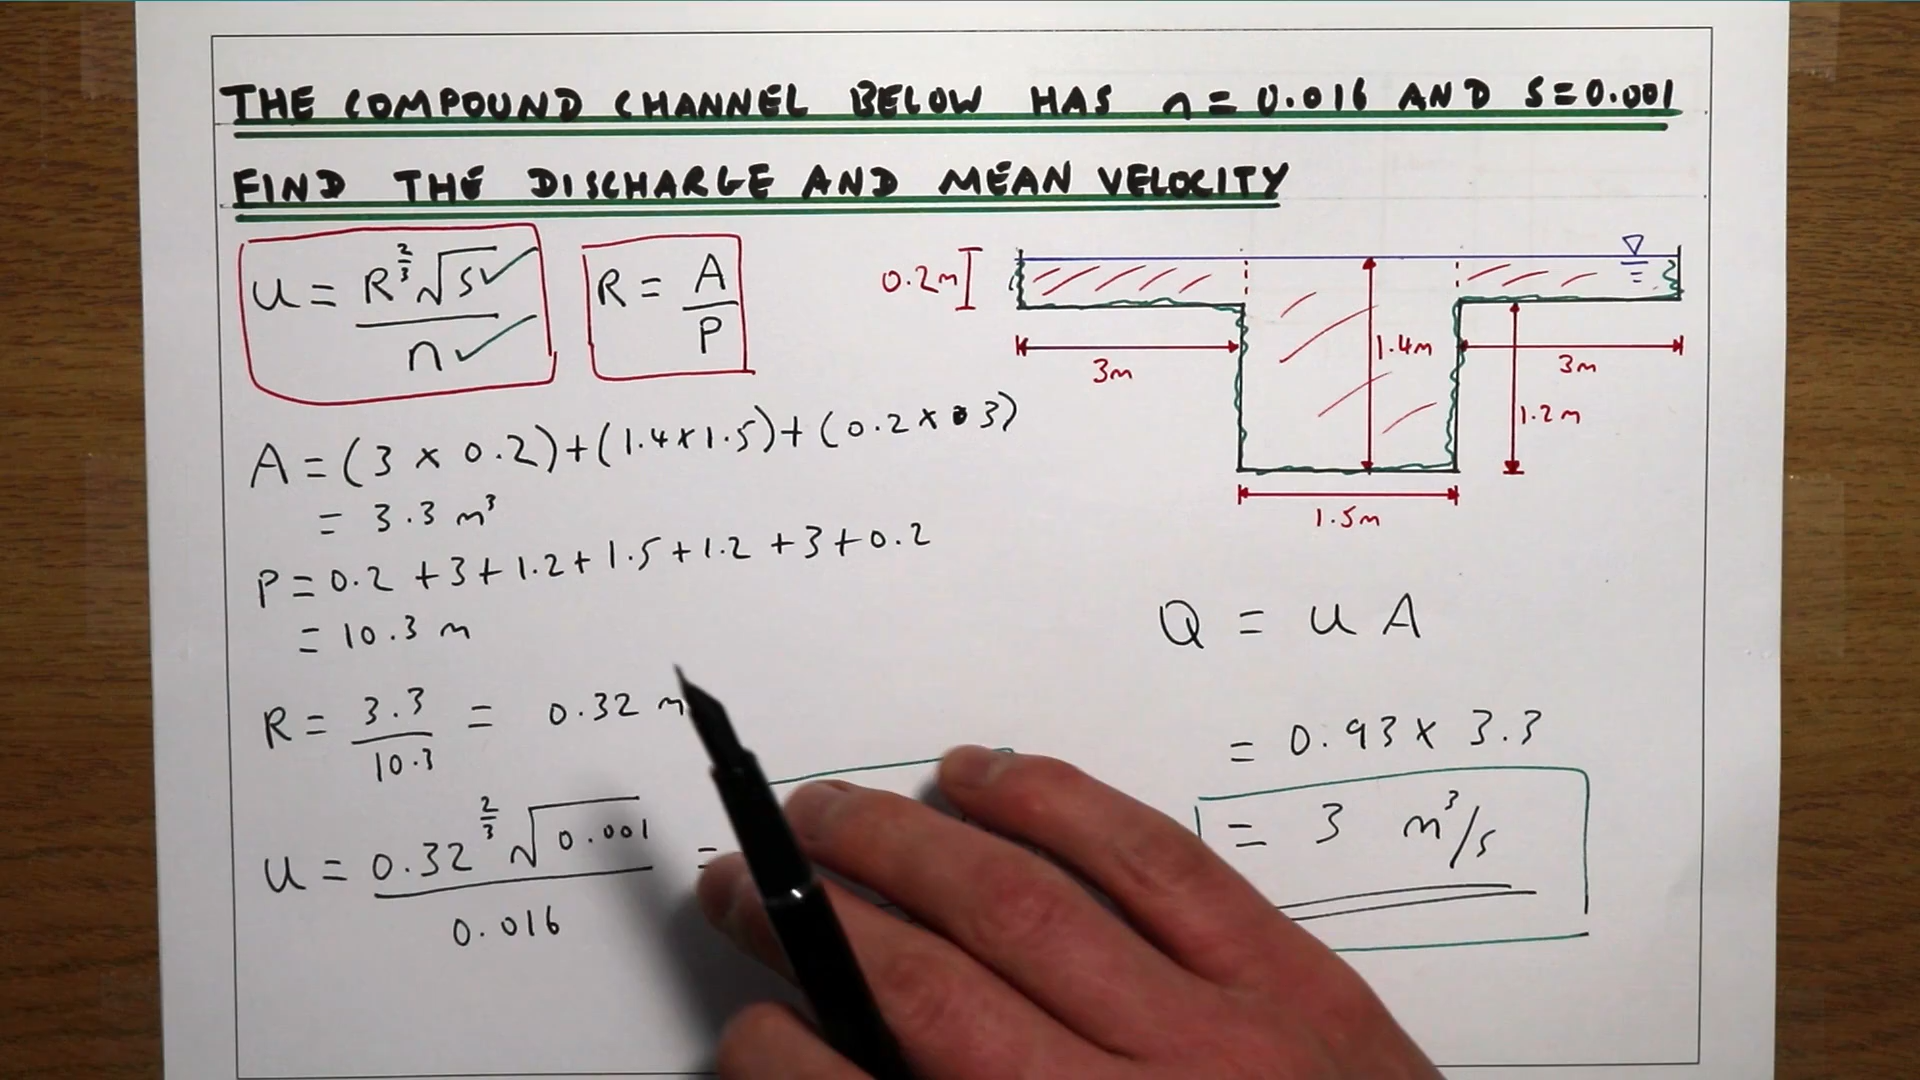 THE COMPOUND CHANNEL BELOW HAS n = 0.016 AND S=0.001
FIND THE DISCHARGE AND MEAN VELOCITY
u = R^2/3 √s / n
R = A / P
0.2m
3m
1.4m
3m
1.2m
1.5m
A = (3 x 0.2)+(1.4x1.5)+(0.2 x 3)
= 3.3 m³
P = 0.2 +3+1.2+1.5+1.2 +3+0.2
= 10.3 m
R = 3.3 / 10.3 = 0.32 m
u = 0.32^2/3 √0.001 / 0.016 =
Q = u A
= 0.93 x 3.3
= 3 m³/s